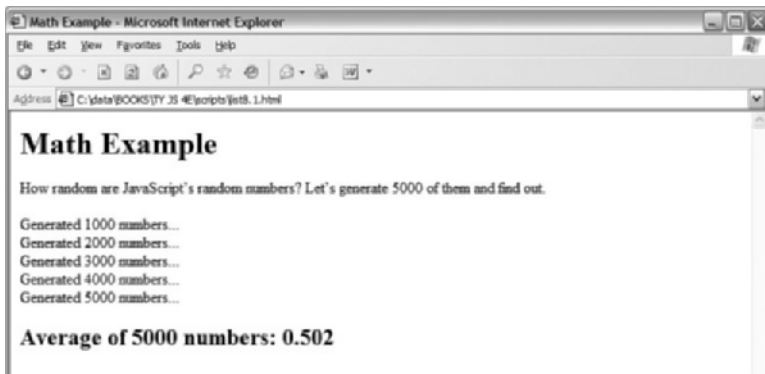 Math Example - Microsoft Internet Explorer
File Edit View Favorites Tools Help
Address C:\data\BOOKS\TY JS 4E\scripts\list8.1.html
Math Example
How random are JavaScript's random numbers? Let's generate 5000 of them and find out.
Generated 1000 numbers...
Generated 2000 numbers...
Generated 3000 numbers...
Generated 4000 numbers...
Generated 5000 numbers...
Average of 5000 numbers: 0.502